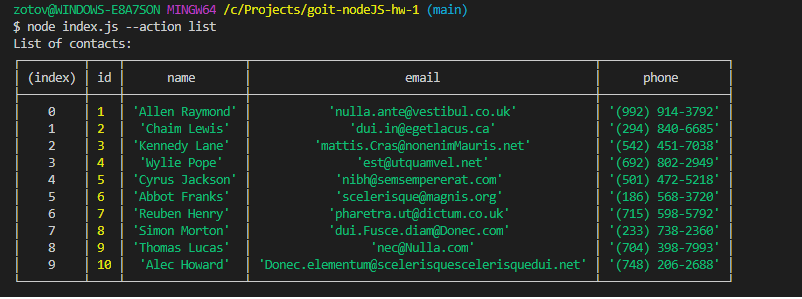 zotov@WINDOWS-E8A7SON MINGW64 /c/Projects/goit-nodeJS-hw-1 (main)
$ node index.js --action list
List of contacts:
(index) id name email phone
0 1 'Allen Raymond' 'nulla.ante@vestibul.co.uk' '(992) 914-3792'
1 2 'Chaim Lewis' 'dui.in@egetlacus.ca' '(294) 840-6685'
2 3 'Kennedy Lane' 'mattis.Cras@nonenimMauris.net' '(542) 451-7038'
3 4 'Wylie Pope' 'est@utquamvel.net' '(692) 802-2949'
4 5 'Cyrus Jackson' 'nibh@semsempererat.com' '(501) 472-5218'
5 6 'Abbot Franks' 'scelerisque@magnis.org' '(186) 568-3720'
6 7 'Reuben Henry' 'pharetra.ut@dictum.co.uk' '(715) 598-5792'
7 8 'Simon Morton' 'dui.Fusce.diam@Donec.com' '(233) 738-2360'
8 9 'Thomas Lucas' 'nec@Nulla.com' '(704) 398-7993'
9 10 'Alec Howard' 'Donec.elementum@scelerisquescelerisquedui.net' '(748) 206-2688'